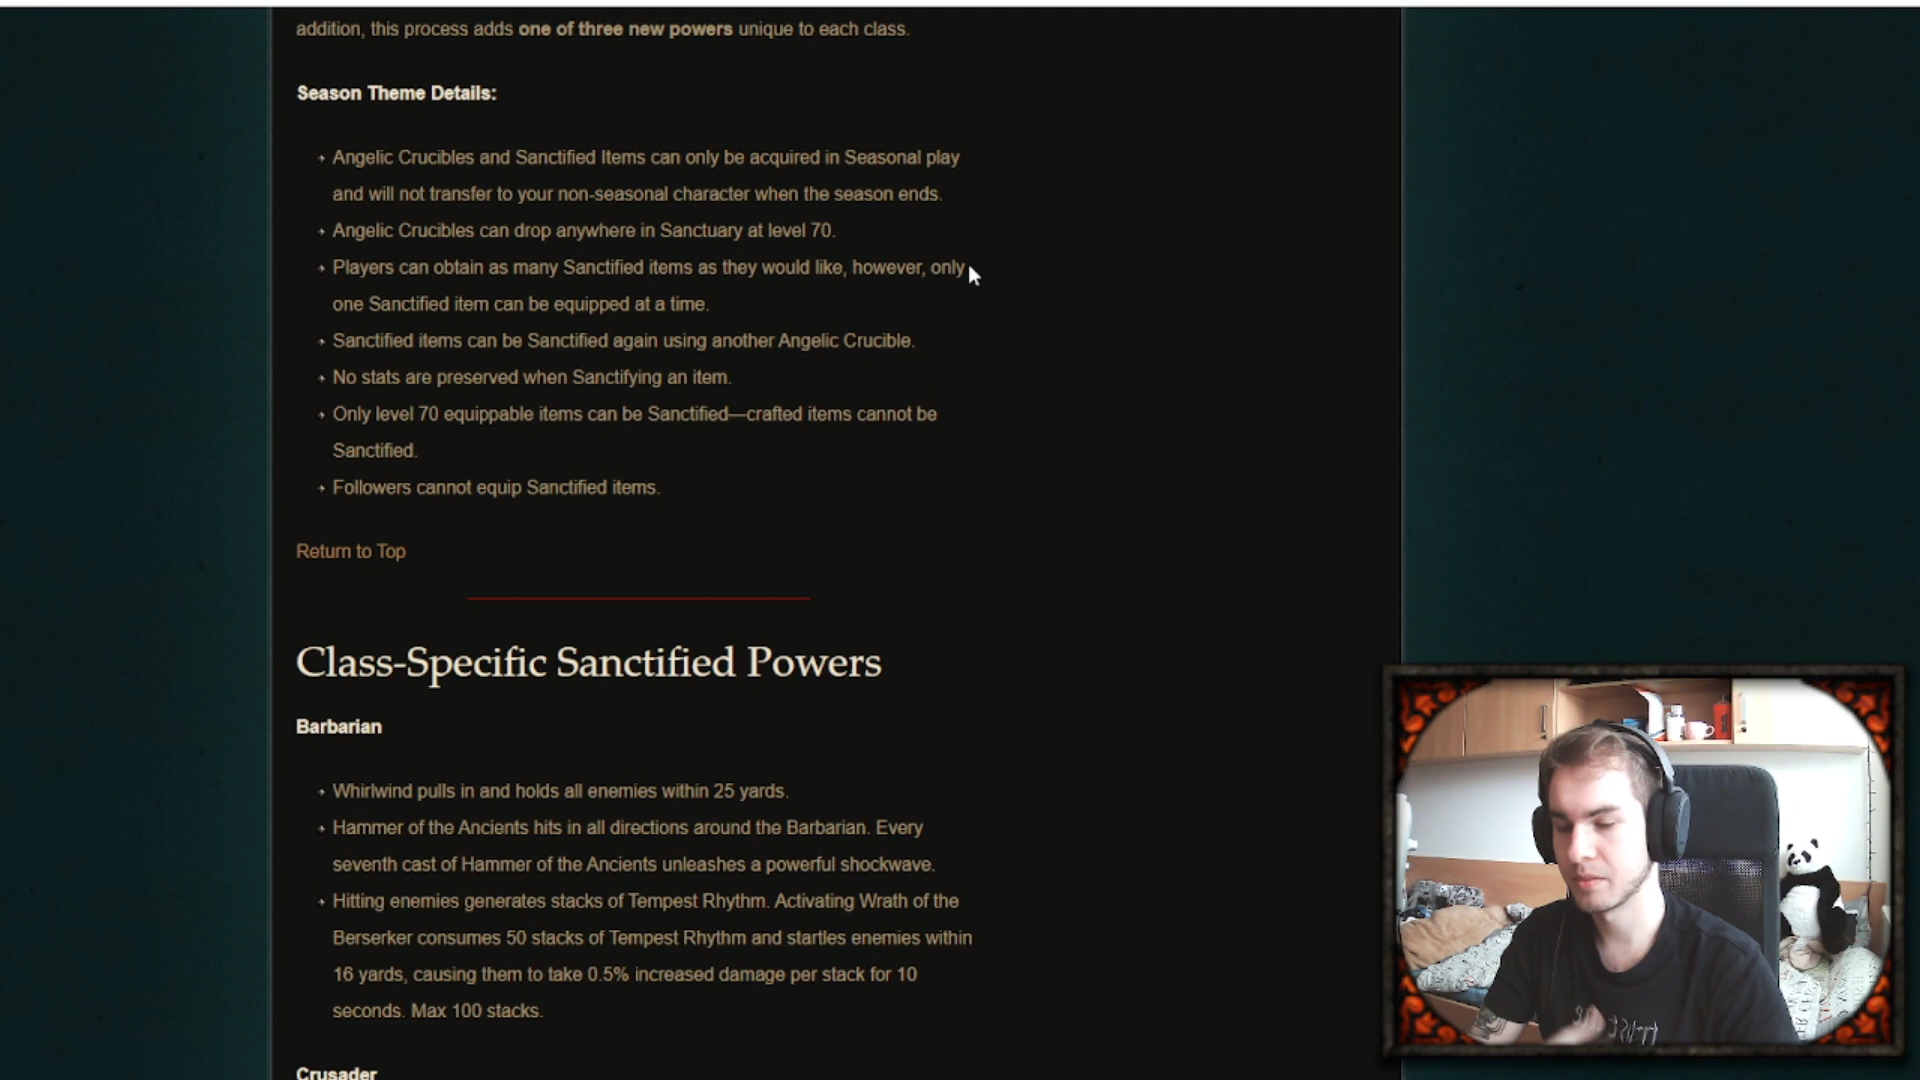 addition, this process adds one of three new powers unique to each class.
Season Theme Details:
Angelic Crucibles and Sanctified Items can only be acquired in Seasonal play
and will not transfer to your non-seasonal character when the season ends.
Angelic Crucibles can drop anywhere in Sanctuary at level 70.
Players can obtain as many Sanctified items as they would like, however, only
one Sanctified item can be equipped at a time.
Sanctified items can be Sanctified again using another Angelic Crucible.
No stats are preserved when Sanctifying an item.
Only level 70 equippable items can be Sanctified—crafted items cannot be
Sanctified.
Followers cannot equip Sanctified items.
Return to Top
Class-Specific Sanctified Powers
Barbarian
Whirlwind pulls in and holds all enemies within 25 yards.
Hammer of the Ancients hits in all directions around the Barbarian. Every
seventh cast of Hammer of the Ancients unleashes a powerful shockwave.
Hitting enemies generates stacks of Tempest Rhythm. Activating Wrath of the
Berserker consumes 50 stacks of Tempest Rhythm and startles enemies within
16 yards, causing them to take 0.5% increased damage per stack for 10
seconds. Max 100 stacks.
Crusader